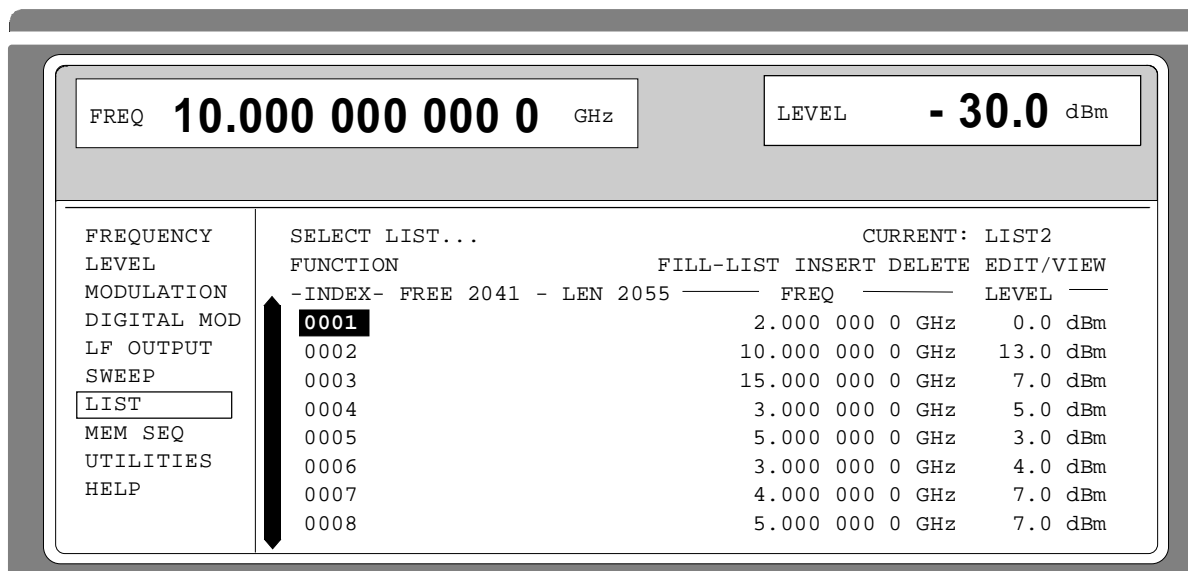 FREQ 10.000 000 000 0 GHz LEVEL - 30.0 dBm
FREQUENCY
LEVEL
MODULATION
DIGITAL MOD
LF OUTPUT
SWEEP
LIST
MEM SEQ
UTILITIES
HELP
SELECT LIST... CURRENT: LIST2
FUNCTION FILL-LIST INSERT DELETE EDIT/VIEW
-INDEX- FREE 2041 - LEN 2055 FREQ LEVEL
0001 2.000 000 0 GHz 0.0 dBm
0002 10.000 000 0 GHz 13.0 dBm
0003 15.000 000 0 GHz 7.0 dBm
0004 3.000 000 0 GHz 5.0 dBm
0005 5.000 000 0 GHz 3.0 dBm
0006 3.000 000 0 GHz 4.0 dBm
0007 4.000 000 0 GHz 7.0 dBm
0008 5.000 000 0 GHz 7.0 dBm